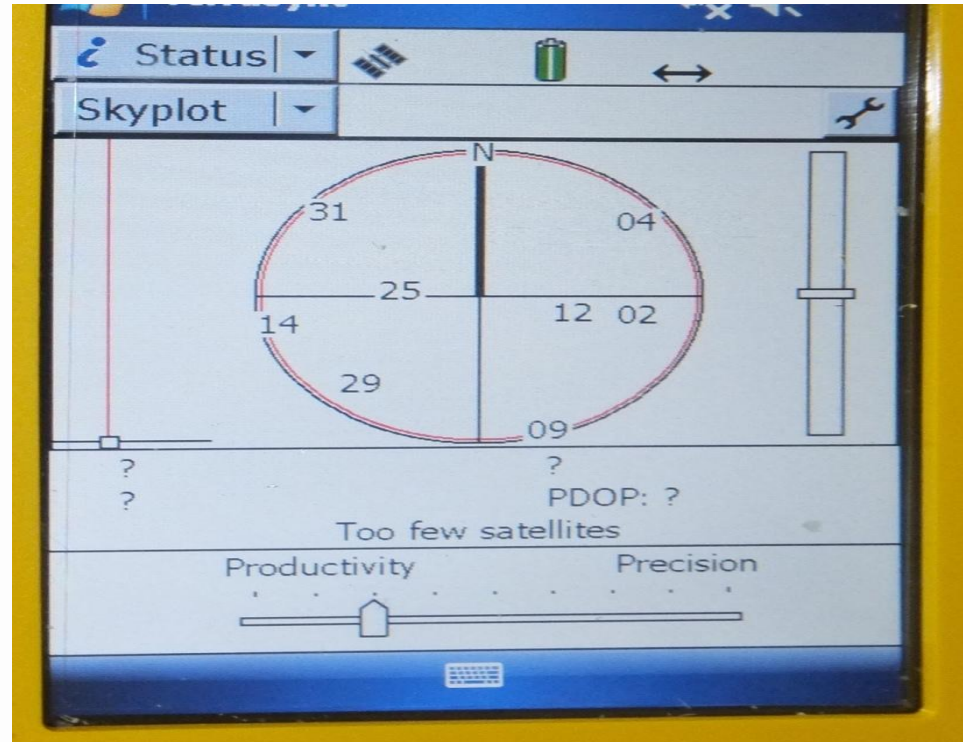 Status
Skyplot
N
31
04
25
12 02
14
29
09
? ?
? PDOP: ?
Too few satellites
Productivity Precision